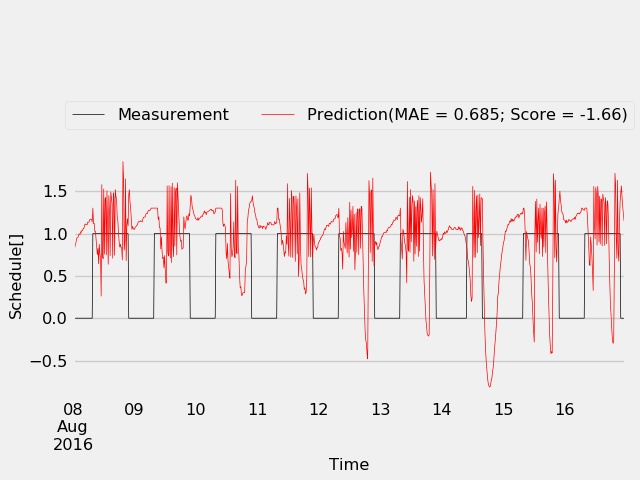 Measurement
Prediction(MAE = 0.685; Score = -1.66)
1.5
1.0
0.5
0.0
−0.5
Schedule[]
08 09 10 11 12 13 14 15 16
Aug
2016
Time